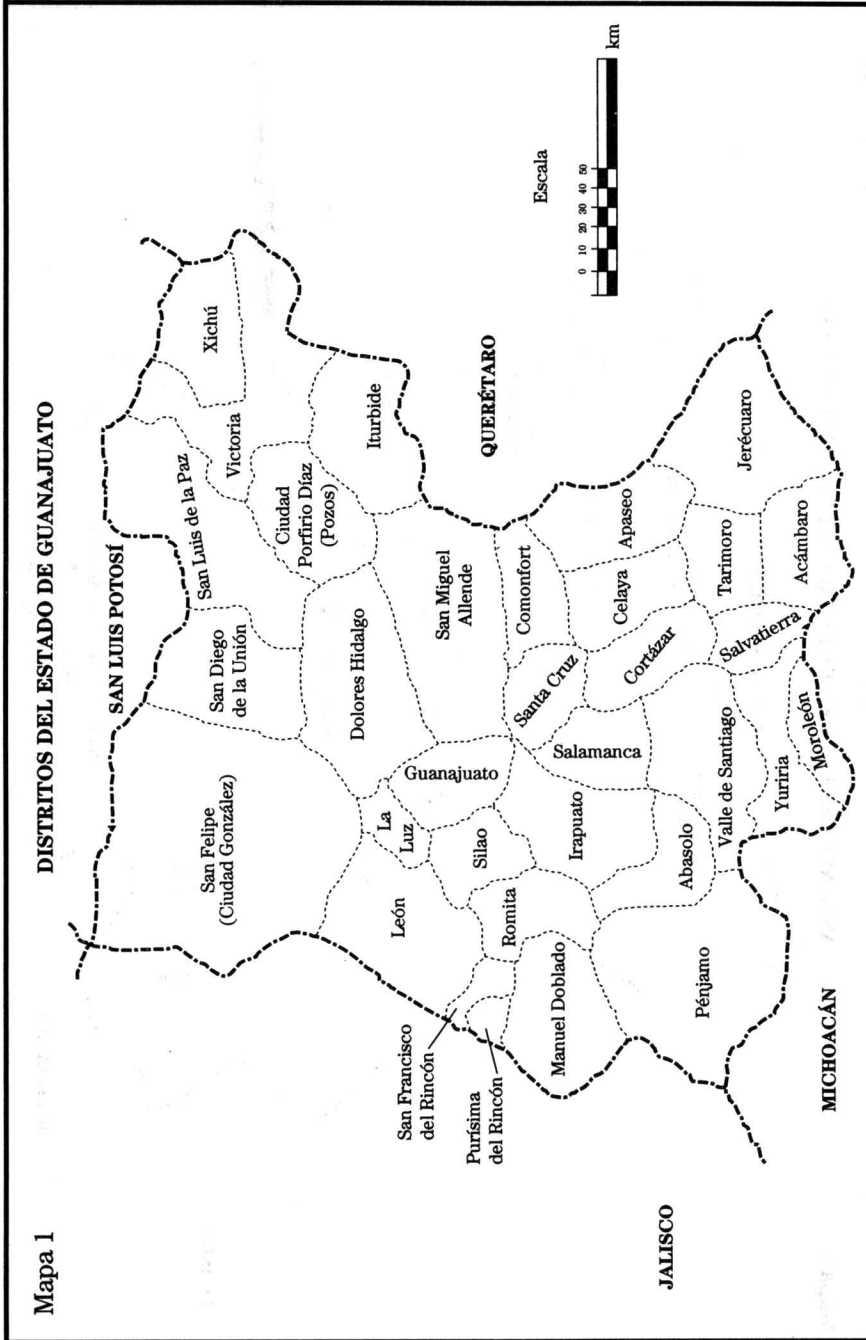 Mapa 1
DISTRITOS DEL ESTADO DE GUANAJUATO
SAN LUIS POTOSÍ
San Felipe
(Ciudad González)
San Diego
de la Unión
San Luis de la Paz
Victoria
Xichú
Ciudad
Porfirio Díaz
(Pozos)
Iturbide
Dolores Hidalgo
San Miguel
Allende
QUERÉTARO
León
La
Luz
Guanajuato
Silao
Romita
San Francisco
del Rincón
Purísima
del Rincón
Manuel Doblado
Irapuato
Salamanca
Santa Cruz
Comonfort
Celaya
Apaseo
Cortázar
Abasolo
Pénjamo
Valle de Santiago
Salvatierra
Tarimoro
Jerécuaro
Acámbaro
Yuriria
Moroleón
JALISCO
MICHOACÁN
Escala
0 10 20 30 40 50
km